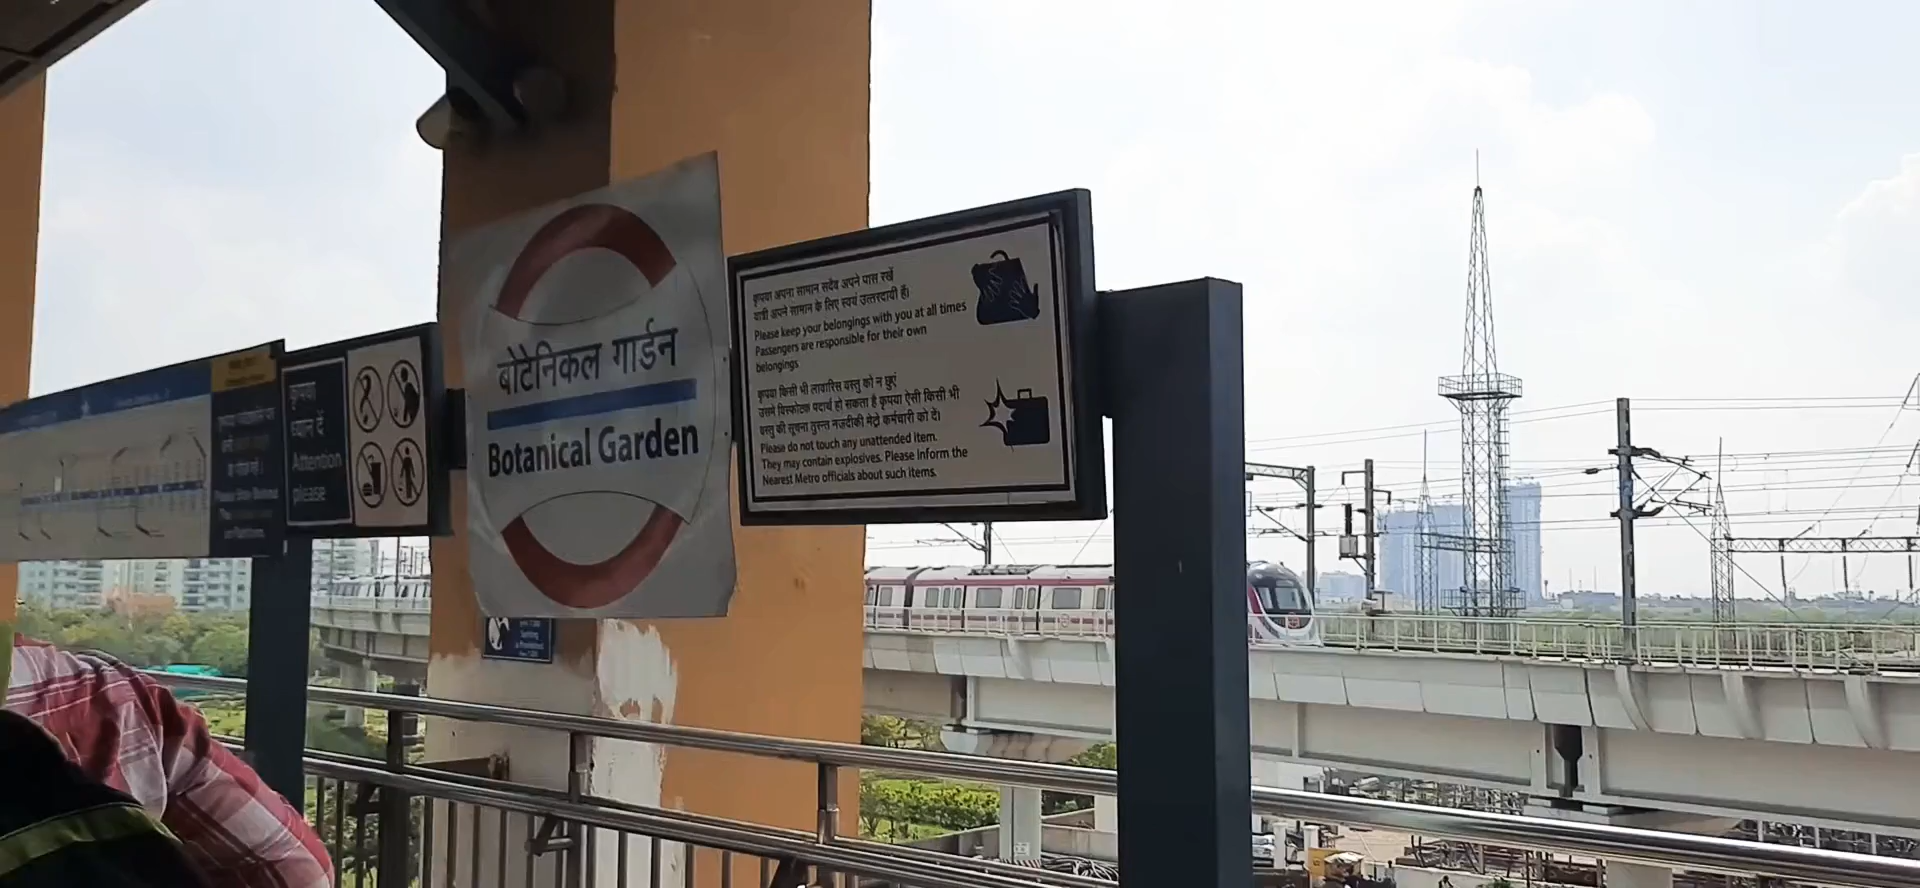 कृपया
ध्यान दें
Attention
please
बोटैनिकल गार्डन
Botanical Garden
कृपया अपना सामान सदैव अपने पास रखें
यात्री अपने सामान के लिए स्वयं उत्तरदायी हैं।
Please keep your belongings with you at all times
Passengers are responsible for their own
belongings
कृपया किसी भी लावारिस वस्तु को न छुएं
उसमे विस्फोटक पदार्थ हो सकता है कृपया ऐसी किसी भी
वस्तु की सूचना तुरन्त नजदीकी मेट्रो कर्मचारी को दें।
Please do not touch any unattended item.
They may contain explosives. Please inform the
Nearest Metro officials about such items.